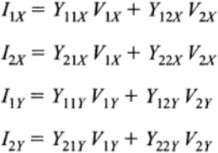 I₁X = Y₁₁X V₁X + Y₁₂X V₂X
I₂X = Y₂₁X V₁X + Y₂₂X V₂X
I₁Y = Y₁₁Y V₁Y + Y₁₂Y V₂Y
I₂Y = Y₂₁Y V₁Y + Y₂₂Y V₂Y